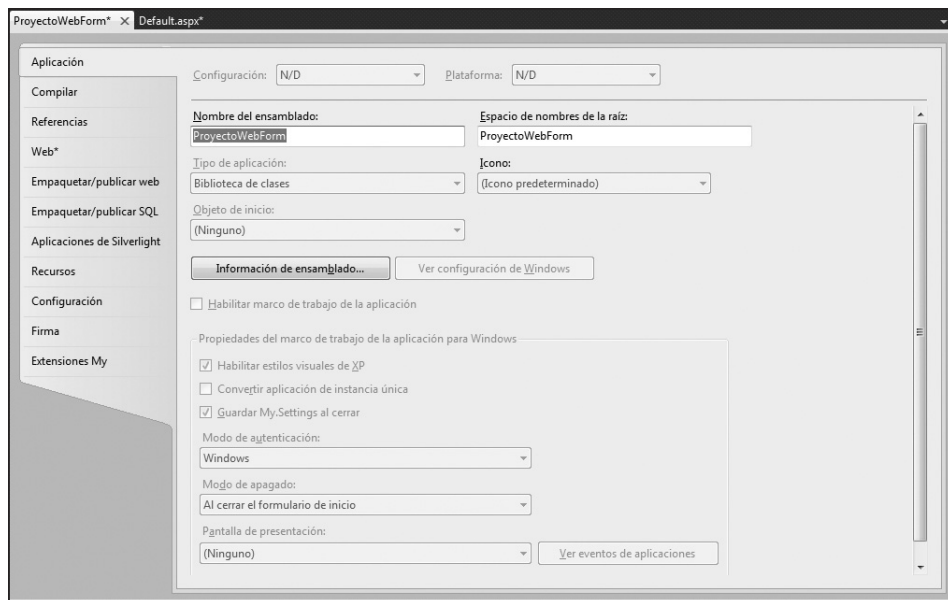 ProyectoWebForm* Default.aspx*
Aplicación
Compilar
Referencias
Web*
Empaquetar/publicar web
Empaquetar/publicar SQL
Aplicaciones de Silverlight
Recursos
Configuración
Firma
Extensiones My
Configuración: N/D Plataforma: N/D
Nombre del ensamblado: Espacio de nombres de la raíz:
ProyectoWebForm ProyectoWebForm
Tipo de aplicación: Icono:
Biblioteca de clases (Icono predeterminado)
Objeto de inicio:
(Ninguno)
Información de ensamblado... Ver configuración de Windows
Habilitar marco de trabajo de la aplicación
Propiedades del marco de trabajo de la aplicación para Windows
Habilitar estilos visuales de XP
Convertir aplicación de instancia única
Guardar My.Settings al cerrar
Modo de autenticación:
Windows
Modo de apagado:
Al cerrar el formulario de inicio
Pantalla de presentación:
(Ninguno) Ver eventos de aplicaciones